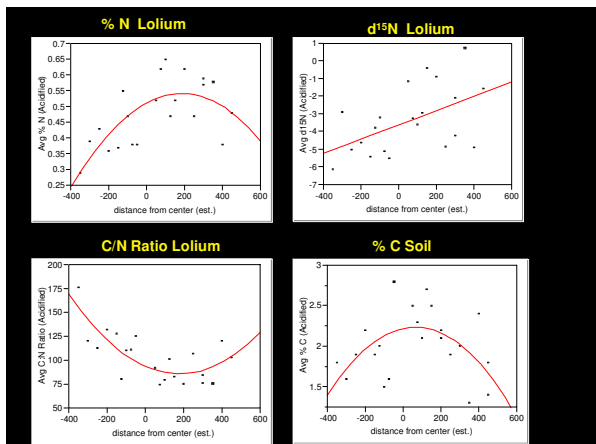 % N Lolium
Avg % N (Acidified)
0.7
0.65
0.6
0.55
0.5
0.45
0.4
0.35
0.3
0.25
-400 -200 0 200 400 600
distance from center (est.)
d¹⁵N Lolium
Avg d15N (Acidified)
1
0
-1
-2
-3
-4
-5
-6
-7
-400 -300 -200 -100 0 100 200 300 400 500 600
distance from center (est.)
C/N Ratio Lolium
Avg C:N Ratio (Acidified)
200
175
150
125
100
75
50
-400 -200 0 200 400 600
distance from center (est.)
% C Soil
Avg % C (Acidified)
3
2.5
2
1.5
-400 -200 0 200 400 600
distance from center (est.)